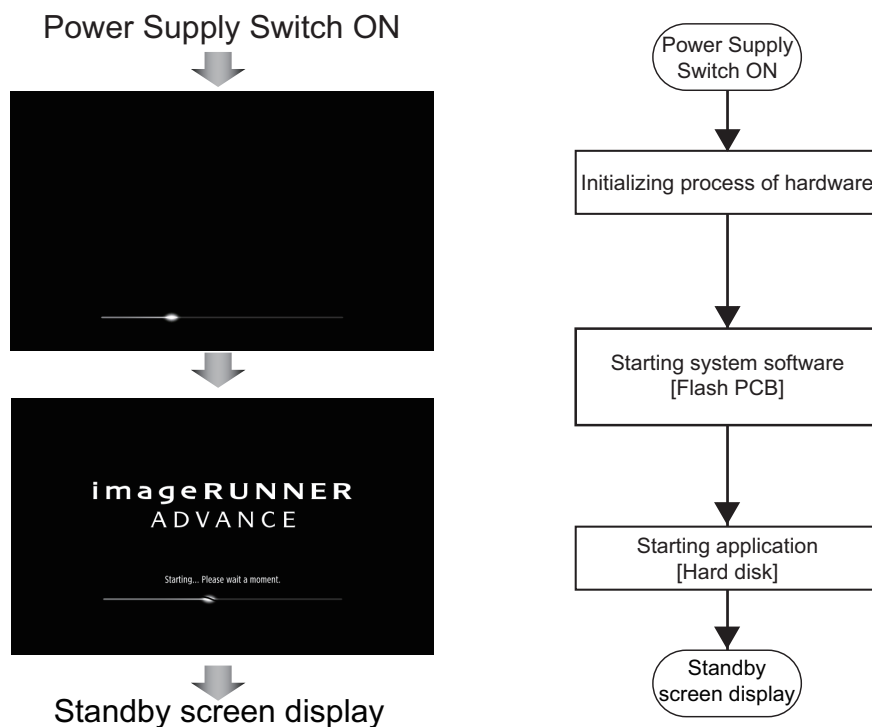 Power Supply Switch ON
imageRUNNER
ADVANCE
Starting... Please wait a moment.
Standby screen display
Power Supply
Switch ON
Initializing process of hardware
Starting system software
[Flash PCB]
Starting application
[Hard disk]
Standby
screen display